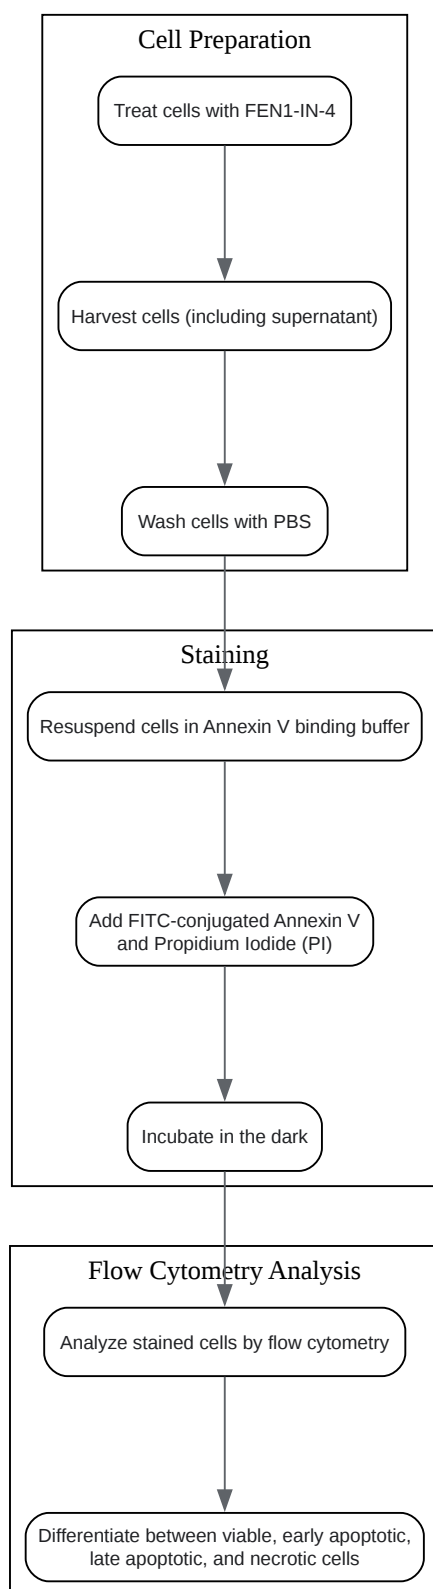 Cell Preparation
Treat cells with FEN1-IN-4
Harvest cells (including supernatant)
Wash cells with PBS
Staining
Resuspend cells in Annexin V binding buffer
Add FITC-conjugated Annexin V
and Propidium Iodide (PI)
Incubate in the dark
Flow Cytometry Analysis
Analyze stained cells by flow cytometry
Differentiate between viable, early apoptotic,
late apoptotic, and necrotic cells